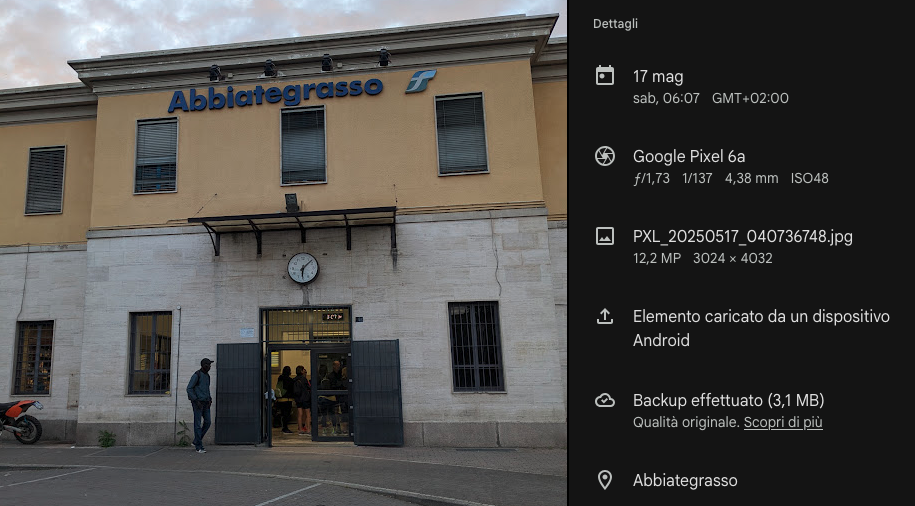 Abbiategrasso
Dettagli
17 mag
sab, 06:07 GMT+02:00
Google Pixel 6a
ƒ/1,73 1/137 4,38 mm ISO48
PXL_20250517_040736748.jpg
12,2 MP 3024 × 4032
Elemento caricato da un dispositivo
Android
Backup effettuato (3,1 MB)
Qualità originale. Scopri di più
Abbiategrasso